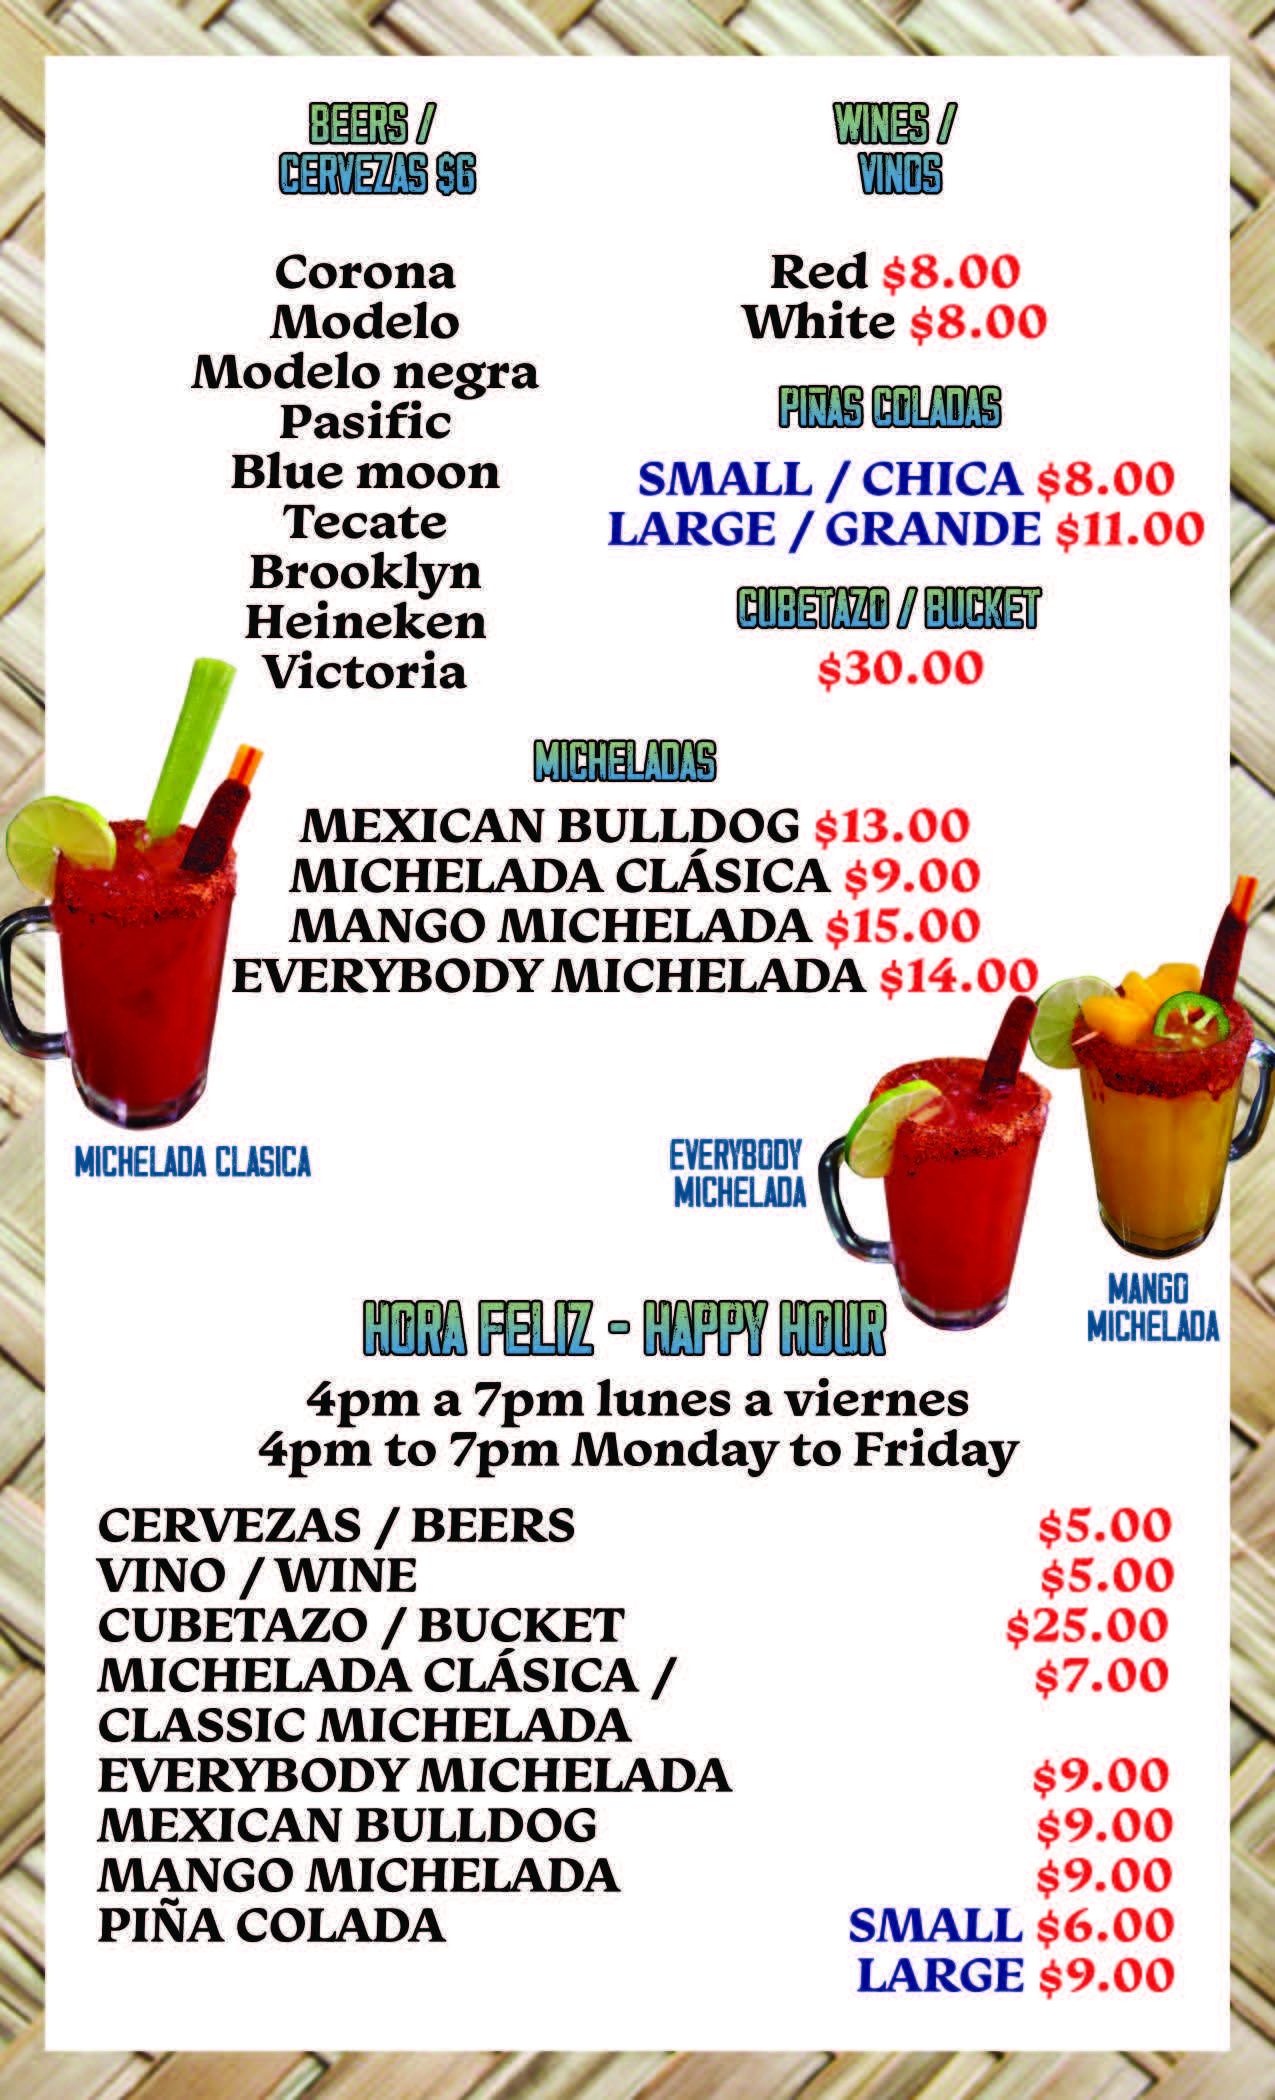 BEERS /
CERVEZAS $6
Corona
Modelo
Modelo negra
Pasific
Blue moon
Tecate
Brooklyn
Heineken
Victoria
WINES /
VINOS
Red $8.00
White $8.00
PIÑAS COLADAS
SMALL / CHICA $8.00
LARGE / GRANDE $11.00
CUBETAZO / BUCKET
$30.00
MICHELADAS
MEXICAN BULLDOG $13.00
MICHELADA CLÁSICA $9.00
MANGO MICHELADA $15.00
EVERYBODY MICHELADA $14.00
MICHELADA CLASICA
EVERYBODY
MICHELADA
MANGO
MICHELADA
HORA FELIZ - HAPPY HOUR
4pm a 7pm lunes a viernes
4pm to 7pm Monday to Friday
CERVEZAS / BEERS $5.00
VINO / WINE $5.00
CUBETAZO / BUCKET $25.00
MICHELADA CLÁSICA / $7.00
CLASSIC MICHELADA
EVERYBODY MICHELADA $9.00
MEXICAN BULLDOG $9.00
MANGO MICHELADA $9.00
PIÑA COLADA SMALL $6.00
LARGE $9.00